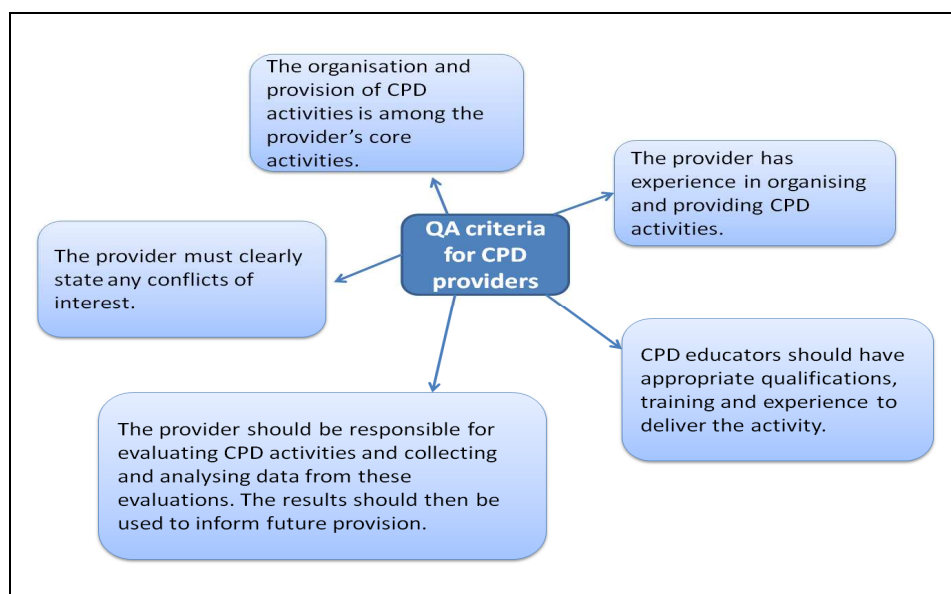 The organisation and
provision of CPD
activities is among the
provider's core
activities.
The provider has
experience in organising
and providing CPD
activities.
QA criteria
for CPD
providers
The provider must clearly
state any conflicts of
interest.
CPD educators should have
appropriate qualifications,
training and experience to
deliver the activity.
The provider should be responsible for
evaluating CPD activities and collecting
and analysing data from these
evaluations. The results should then be
used to inform future provision.